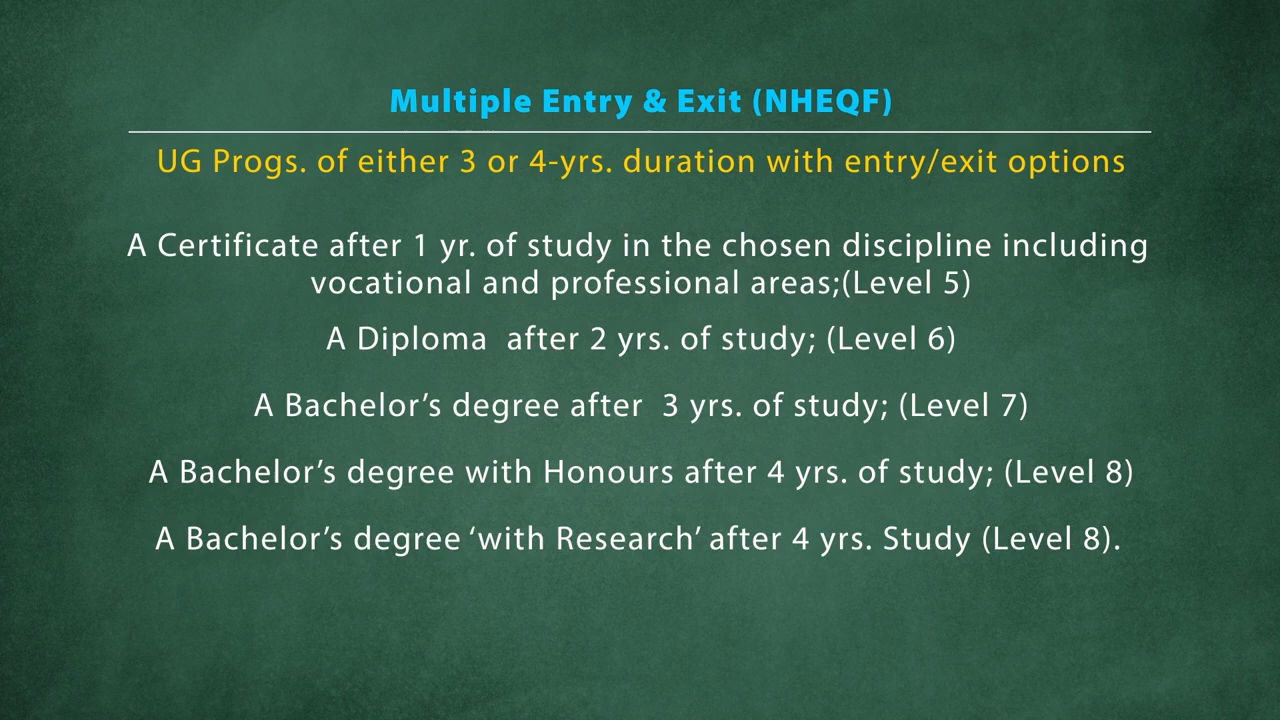 Multiple Entry & Exit (NHEQF)
UG Progs. of either 3 or 4-yrs. duration with entry/exit options
A Certificate after 1 yr. of study in the chosen discipline including
vocational and professional areas;(Level 5)
A Diploma  after 2 yrs. of study; (Level 6)
A Bachelor’s degree after  3 yrs. of study; (Level 7)
A Bachelor’s degree with Honours after 4 yrs. of study; (Level 8)
A Bachelor’s degree ‘with Research’ after 4 yrs. Study (Level 8).